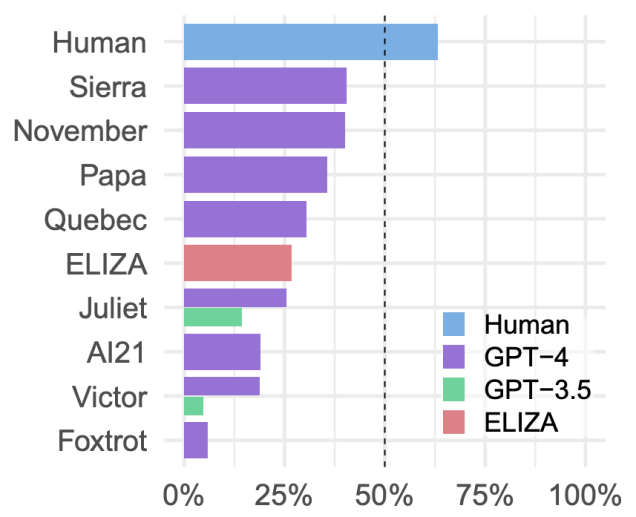 Human
Sierra
November
Papa
Quebec
ELIZA
Juliet
AI21
Victor
Foxtrot
Human
GPT−4
GPT−3.5
ELIZA
0% 25% 50% 75% 100%